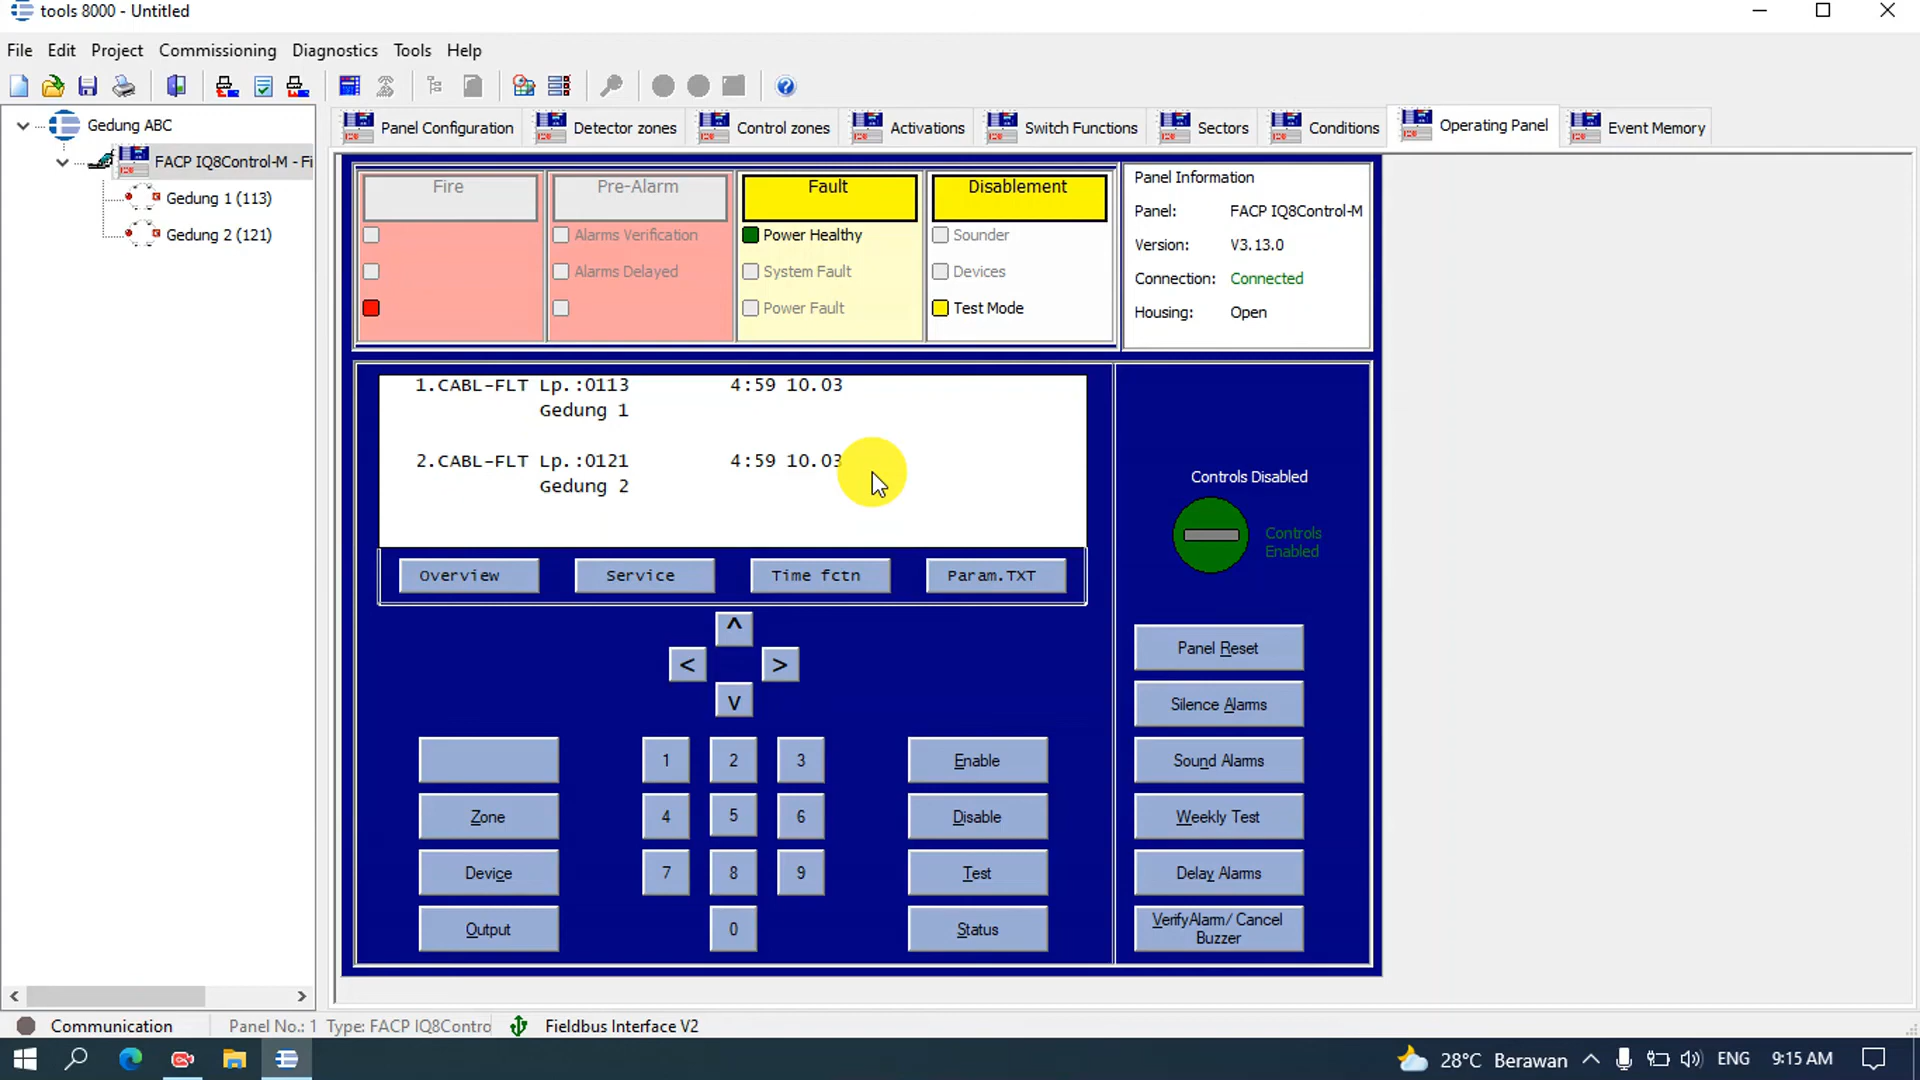 tools 8000 - Untitled
File Edit Project Commissioning Diagnostics Tools Help
Gedung ABC
FACP IQ8Control-M - Fi
Gedung 1 (113)
Gedung 2 (121)
Panel Configuration Detector zones Control zones Activations Switch Functions Sectors Conditions Operating Panel Event Memory
Fire Pre-Alarm Fault Disablement
Alarms Verification Power Healthy Sounder
Alarms Delayed System Fault Devices
Power Fault Test Mode
Panel Information
Panel: FACP IQ8Control-M
Version: V3.13.0
Connection: Connected
Housing: Open
1.CABL-FLT Lp.:0113 4:59 10.03
Gedung 1
2.CABL-FLT Lp.:0121 4:59 10.03
Gedung 2
Overview Service Time fctn Param.TXT
^
< >
v
1 2 3 Enable
Zone 4 5 6 Disable
Device 7 8 9 Test
Output 0 Status
Controls Disabled
Controls
Enabled
Panel Reset
Silence Alarms
Sound Alarms
Weekly Test
Delay Alarms
VerifyAlarm/ Cancel
Buzzer
Communication Panel No.: 1 Type: FACP IQ8Contro Fieldbus Interface V2
28°C Berawan ENG 9:15 AM